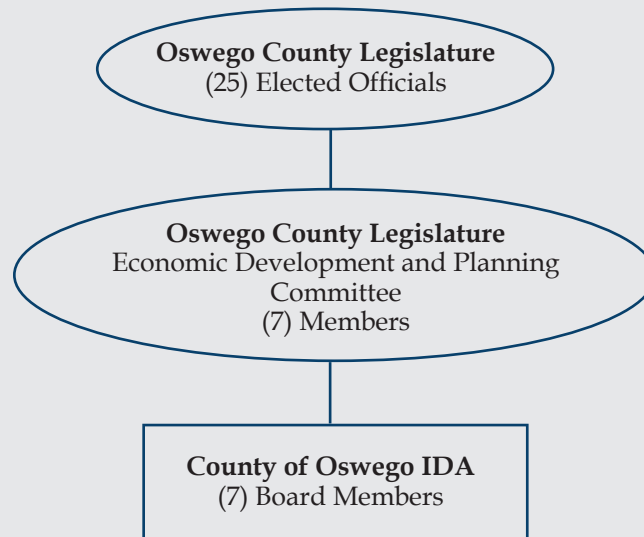 Oswego County Legislature
(25) Elected Officials
Oswego County Legislature
Economic Development and Planning
Committee
(7) Members
County of Oswego IDA
(7) Board Members